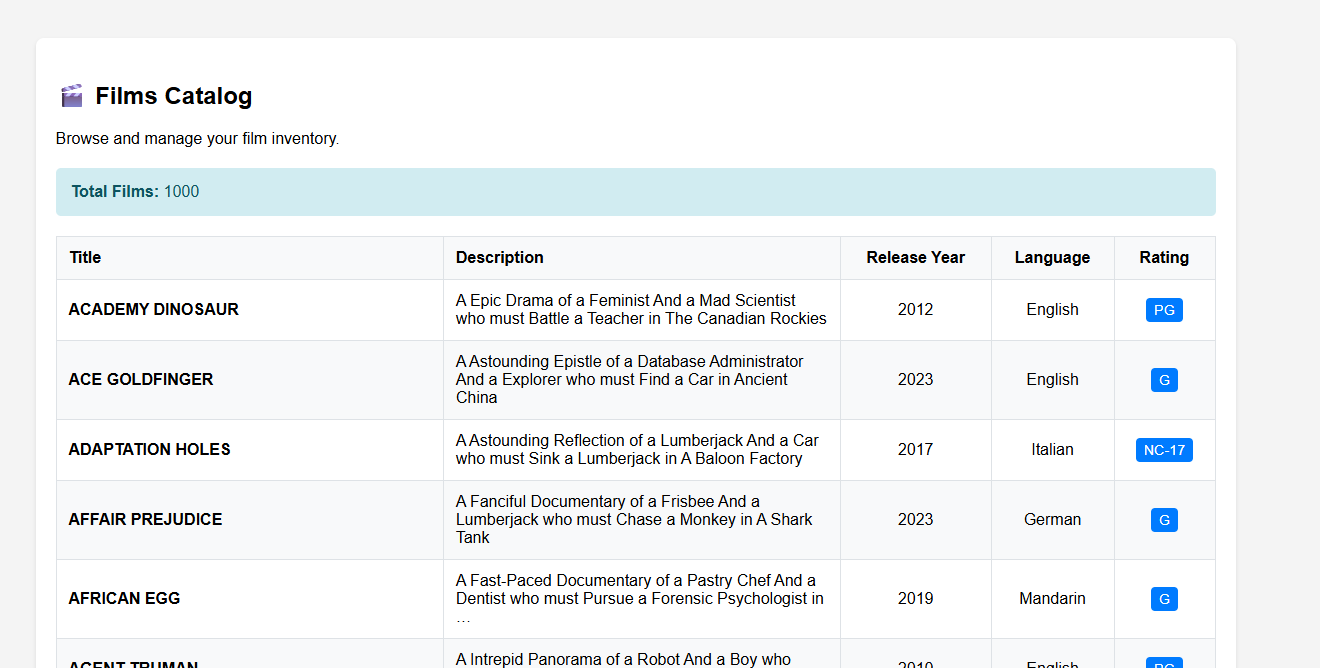 Films Catalog
Browse and manage your film inventory.
Total Films: 1000
Title Description Release Year Language Rating
ACADEMY DINOSAUR
A Epic Drama of a Feminist And a Mad Scientist
who must Battle a Teacher in The Canadian Rockies
2012 English PG
ACE GOLDFINGER
A Astounding Epistle of a Database Administrator
And a Explorer who must Find a Car in Ancient
China
2023 English G
ADAPTATION HOLES
A Astounding Reflection of a Lumberjack And a Car
who must Sink a Lumberjack in A Baloon Factory
2017 Italian NC-17
AFFAIR PREJUDICE
A Fanciful Documentary of a Frisbee And a
Lumberjack who must Chase a Monkey in A Shark
Tank
2023 German G
AFRICAN EGG
A Fast-Paced Documentary of a Pastry Chef And a
Dentist who must Pursue a Forensic Psychologist in
…
2019 Mandarin G
AGENT TRUMAN
A Intrepid Panorama of a Robot And a Boy who
2010 English PG